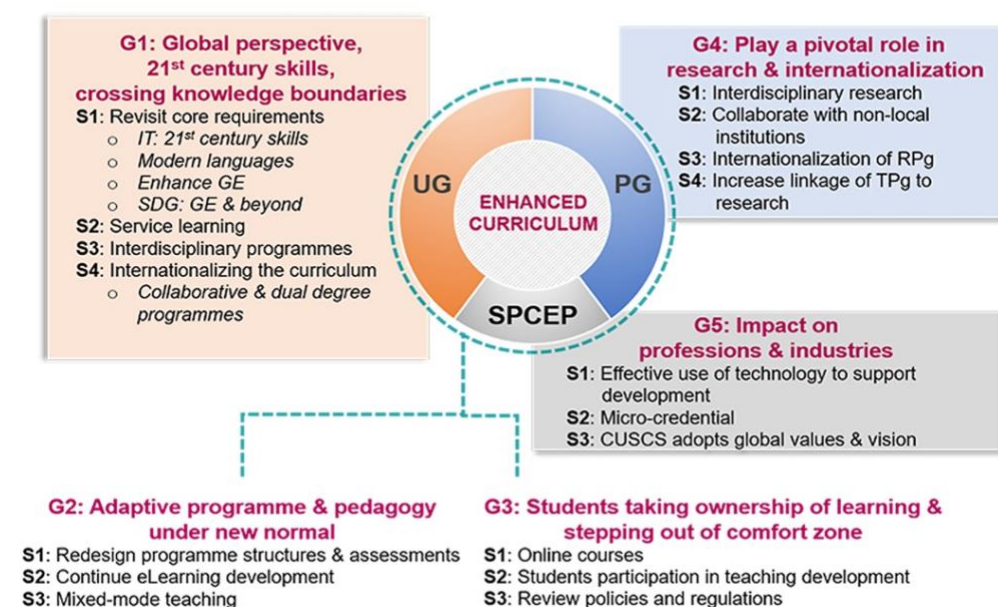 G1: Global perspective,
21st century skills,
crossing knowledge boundaries
S1: Revisit core requirements
o IT: 21st century skills
o Modern languages
o Enhance GE
o SDG: GE & beyond
S2: Service learning
S3: Interdisciplinary programmes
S4: Internationalizing the curriculum
o Collaborative & dual degree
programmes
UG
ENHANCED
CURRICULUM
PG
SPCEP
G4: Play a pivotal role in
research & internationalization
S1: Interdisciplinary research
S2: Collaborate with non-local
institutions
S3: Internationalization of RPg
S4: Increase linkage of TPg to
research
G5: Impact on
professions & industries
S1: Effective use of technology to support
development
S2: Micro-credential
S3: CUSCS adopts global values & vision
G2: Adaptive programme & pedagogy
under new normal
S1: Redesign programme structures & assessments
S2: Continue eLearning development
S3: Mixed-mode teaching
G3: Students taking ownership of learning &
stepping out of comfort zone
S1: Online courses
S2: Students participation in teaching development
S3: Review policies and regulations